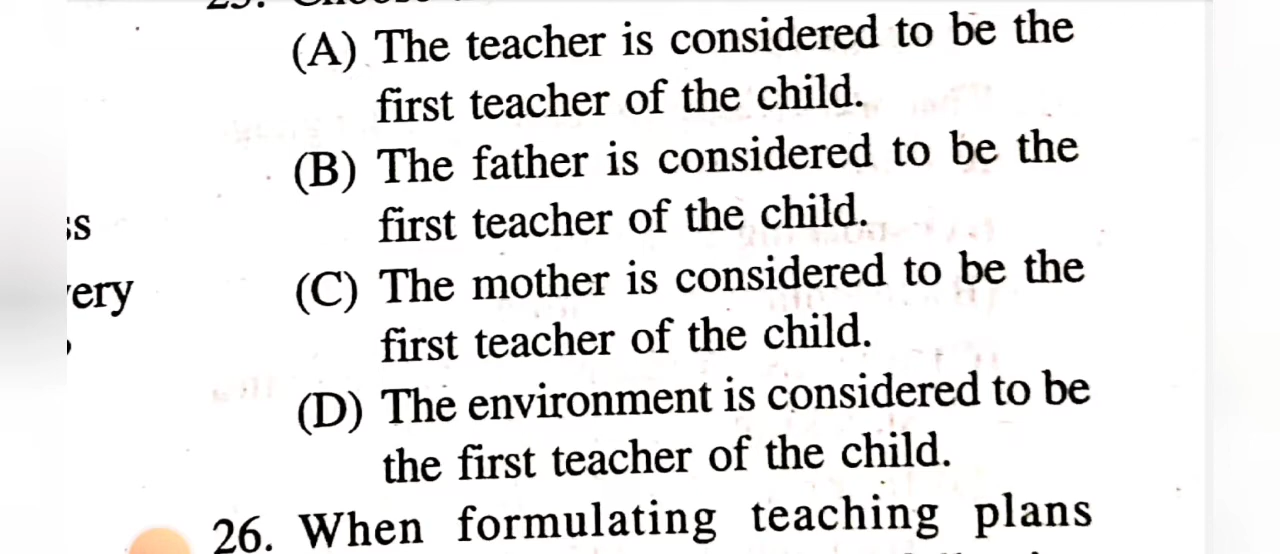 (A) The teacher is considered to be the
first teacher of the child.
(B) The father is considered to be the
first teacher of the child.
ss
ery
(C) The mother is considered to be the
first teacher of the child.
(D) The environment is considered to be
the first teacher of the child.
26. When formulating teaching plans